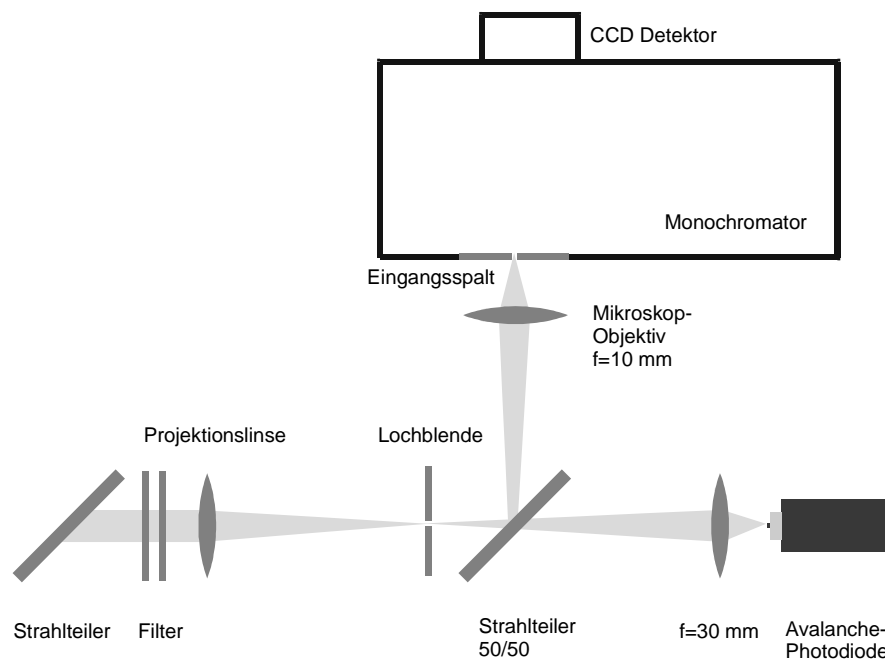 CCD Detektor
Monochromator
Eingangsspalt
Mikroskop-
Objektiv
f=10 mm
Projektionslinse
Lochblende
Strahlteiler
Filter
Strahlteiler
50/50
f=30 mm
Avalanche-
Photodiode